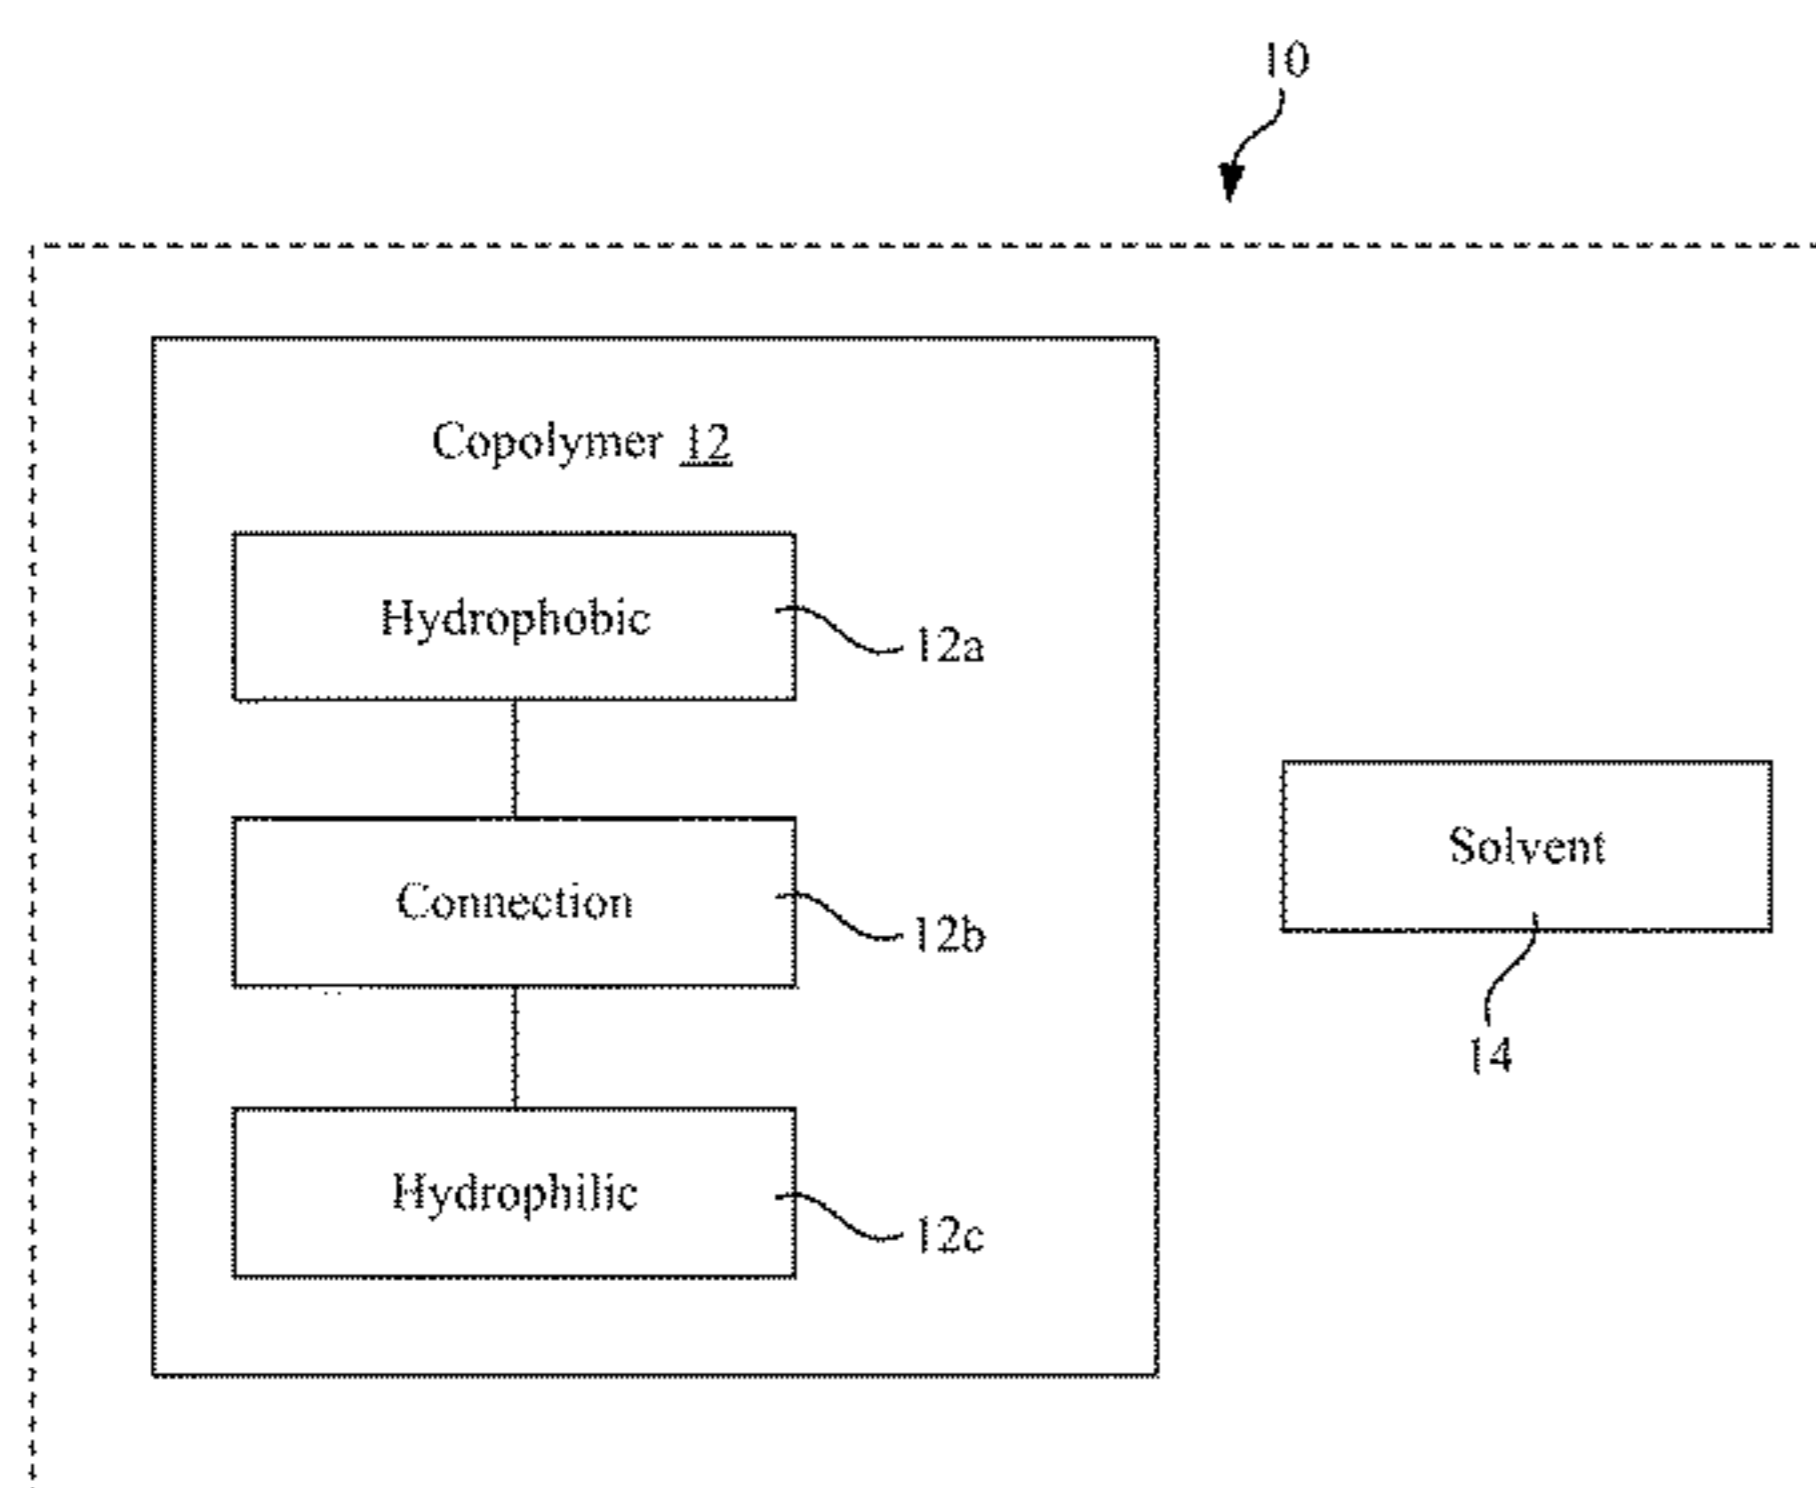 10
Copolymer 12
Hydrophobic
12a
Connection
12b
Solvent
14
Hydrophilic
12c